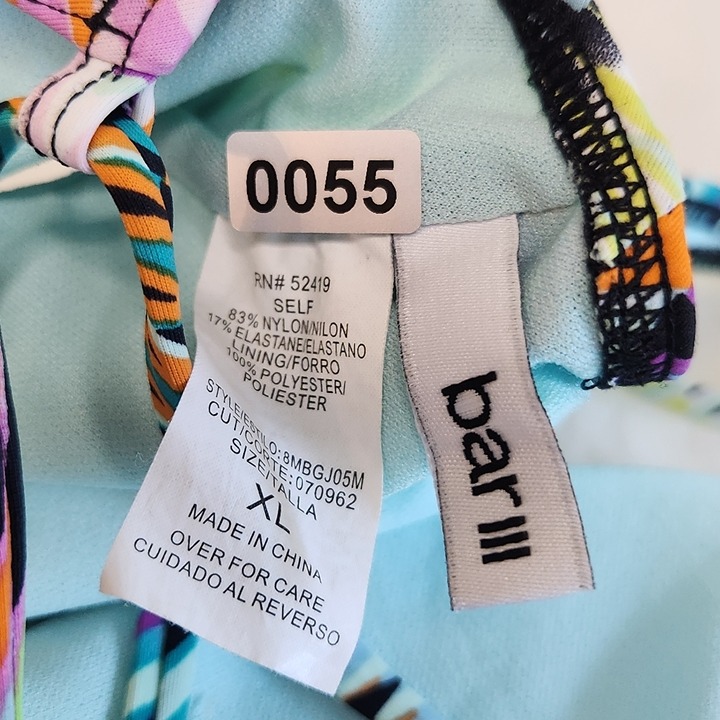 0055
RN# 52419
SELF
83% NYLON/NILON
17% ELASTANE/ELASTANO
LINING/FORRO
100% POLYESTER/
POLIESTER
STYLE/ESTILO:8MBGJ05M
CUT/CORTE:070962
SIZE/TALLA
XL
MADE IN CHINA
OVER FOR CARE
CUIDADO AL REVERSO
bar III